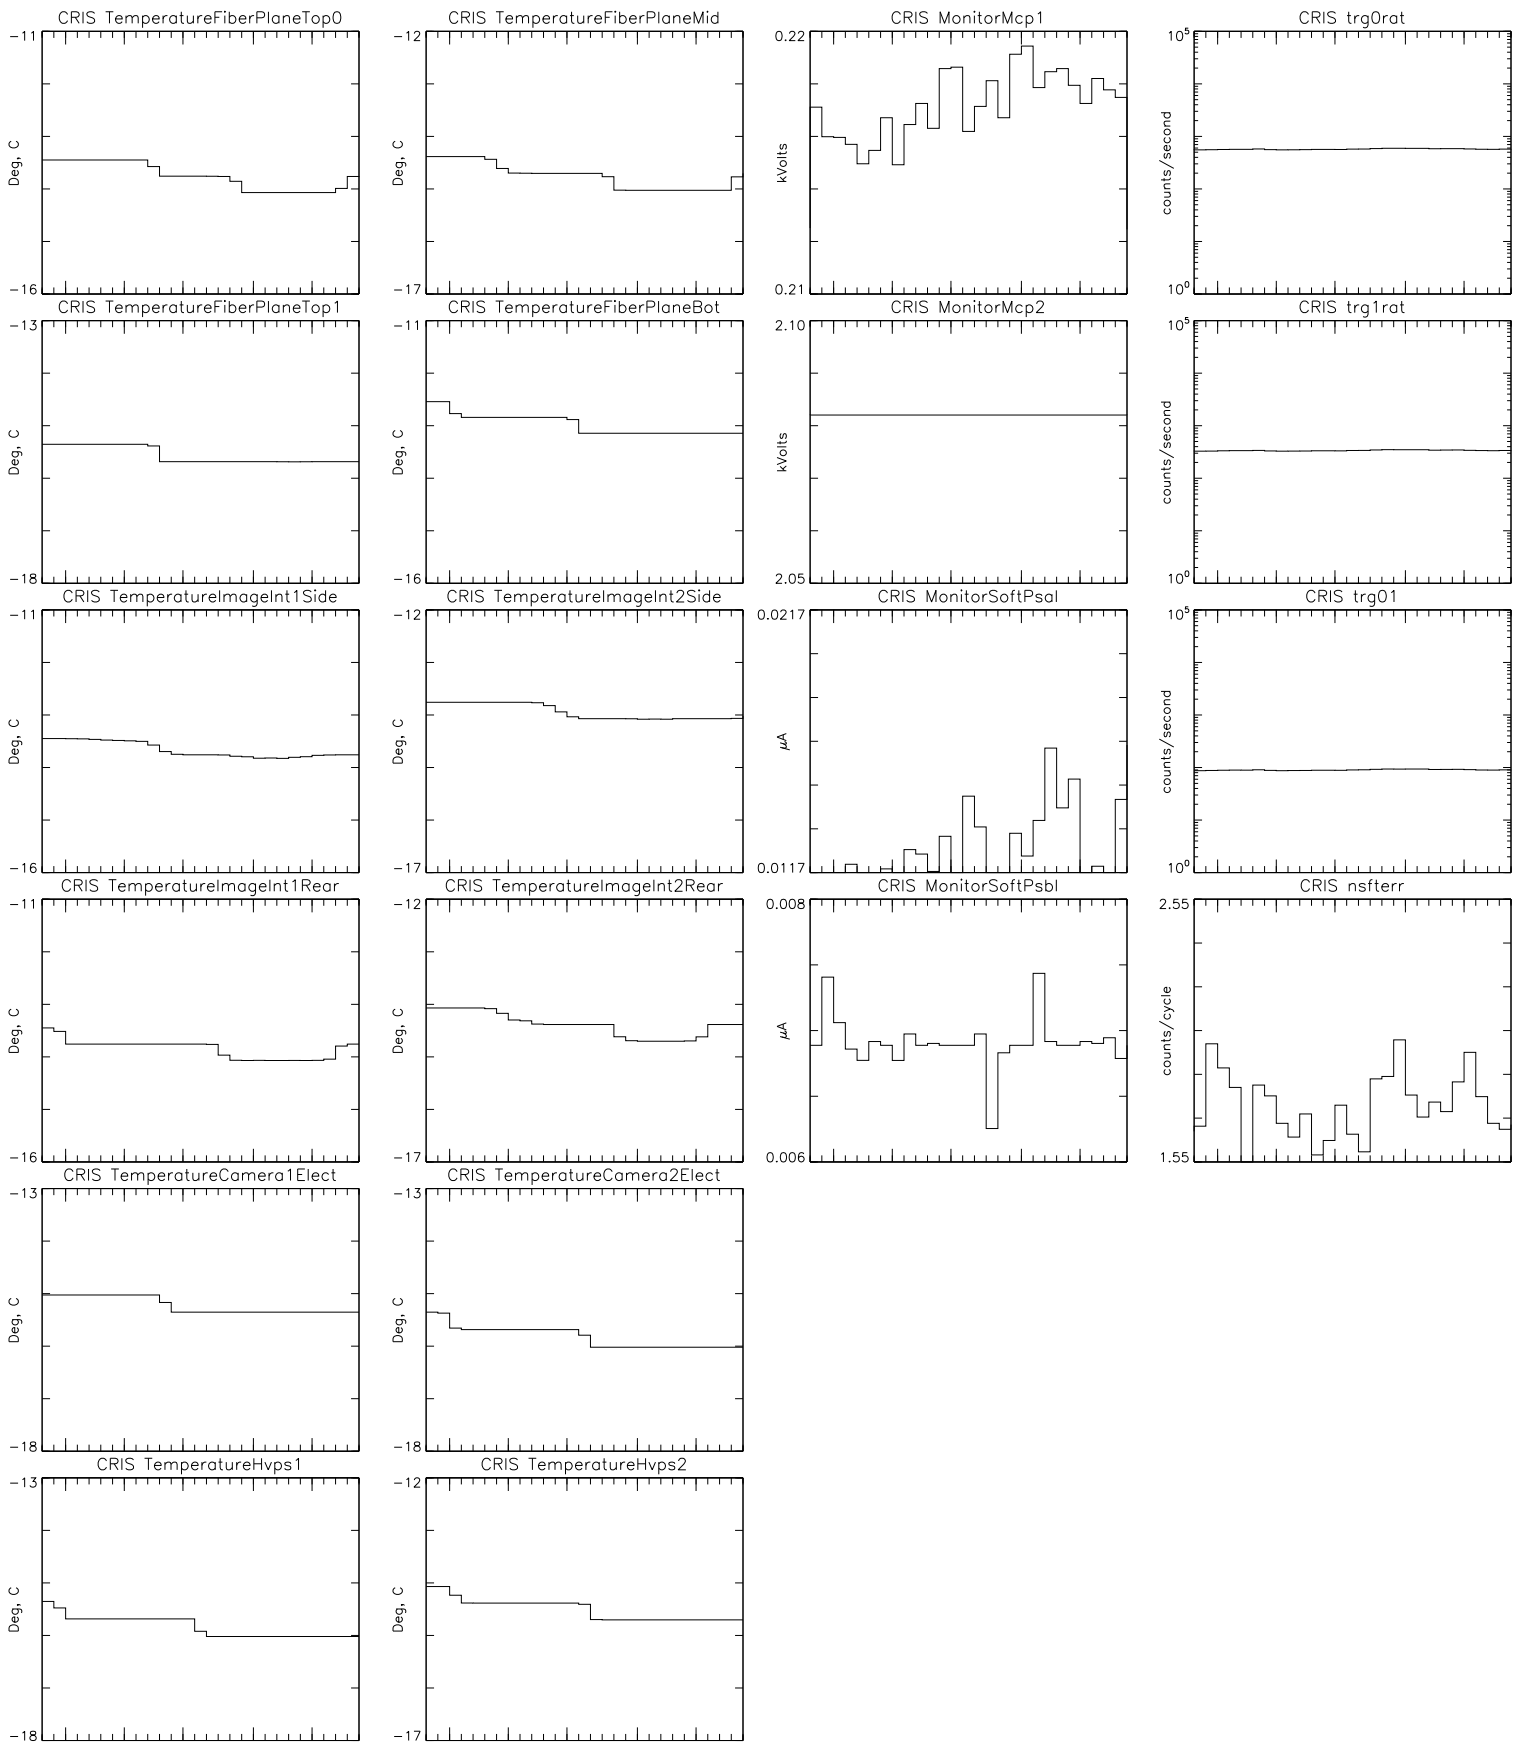 CRIS TemperatureFiberPlaneTop0
-11
Deg, C
-16
CRIS TemperatureFiberPlaneMid
-12
Deg, C
-17
CRIS MonitorMcp1
0.22
kVolts
0.21
CRIS trg0rat
10^5
counts/second
10^0
CRIS TemperatureFiberPlaneTop1
-13
Deg, C
-18
CRIS TemperatureFiberPlaneBot
-11
Deg, C
-16
CRIS MonitorMcp2
2.10
kVolts
2.05
CRIS trg1rat
10^5
counts/second
10^0
CRIS TemperatureImageInt1Side
-11
Deg, C
-16
CRIS TemperatureImageInt2Side
-12
Deg, C
-17
CRIS MonitorSoftPsaI
0.0217
μA
0.0117
CRIS trg01
10^5
counts/second
10^0
CRIS TemperatureImageInt1Rear
-11
Deg, C
-16
CRIS TemperatureImageInt2Rear
-12
Deg, C
-17
CRIS MonitorSoftPsbI
0.008
μA
0.006
CRIS nsfterr
2.55
counts/cycle
1.55
CRIS TemperatureCamera1Elect
-13
Deg, C
-18
CRIS TemperatureCamera2Elect
-13
Deg, C
-18
CRIS TemperatureHvps1
-13
Deg, C
-18
CRIS TemperatureHvps2
-12
Deg, C
-17